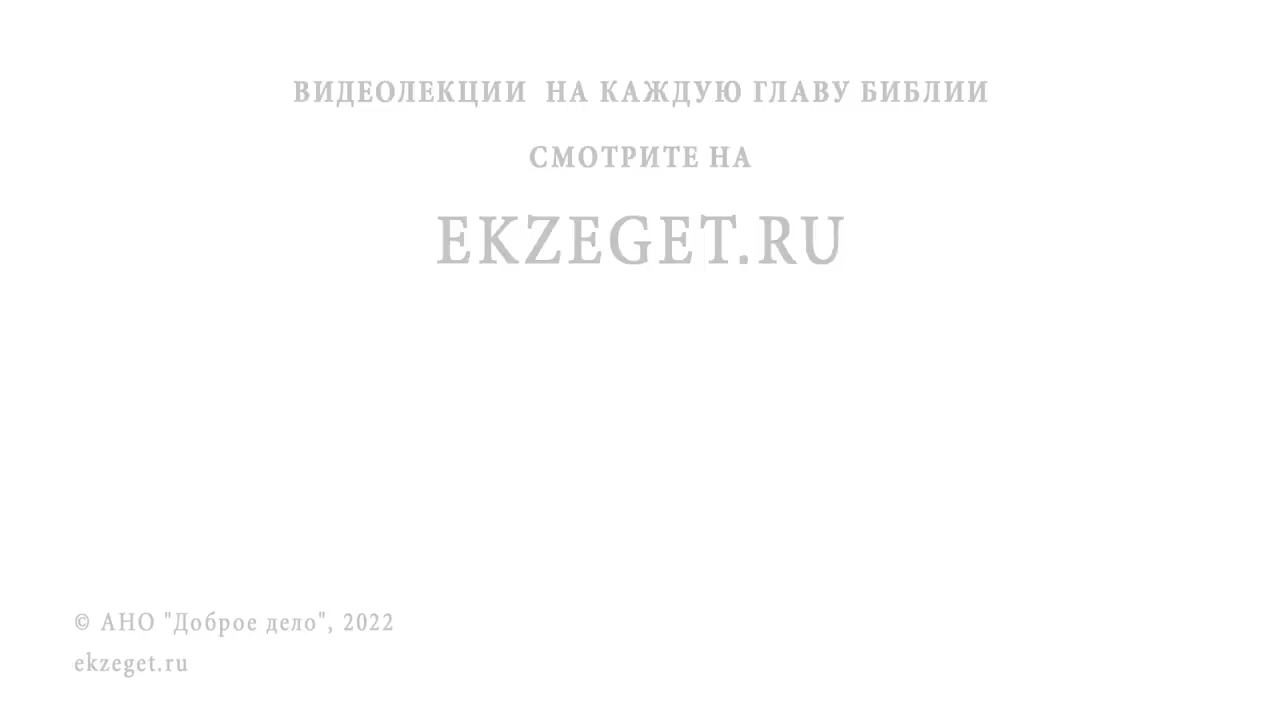 ВИДЕОЛЕКЦИИ НА КАЖДУЮ ГЛАВУ БИБЛИИ
СМОТРИТЕ НА
EKZEGET.RU
© АНО "Доброе дело", 2022
ekzeget.ru